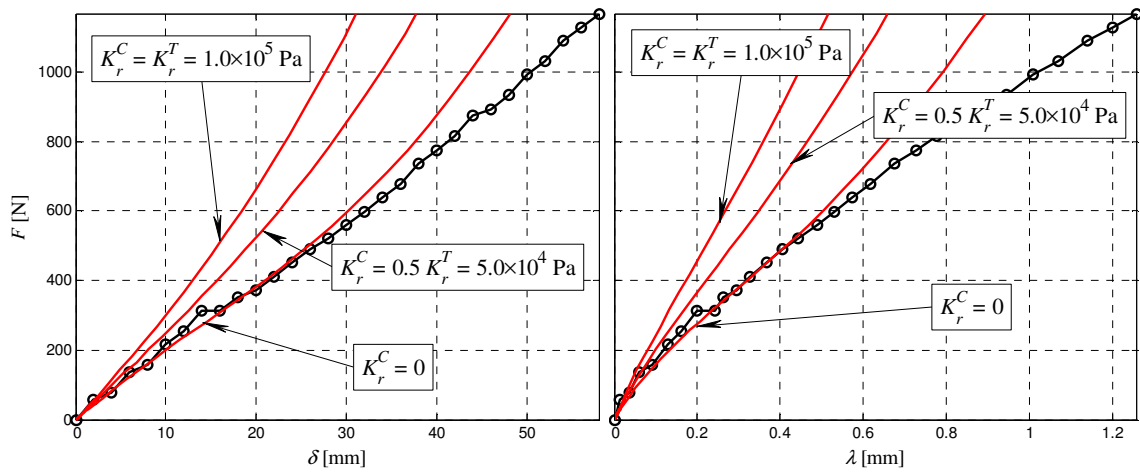 1000
800
600
400
200
0
F [N]
K_r^C = K_r^T = 1.0×10^5 Pa
K_r^C = 0.5 K_r^T = 5.0×10^4 Pa
K_r^C = 0
0 10 20 30 40 50
δ [mm]
K_r^C = K_r^T = 1.0×10^5 Pa
K_r^C = 0.5 K_r^T = 5.0×10^4 Pa
K_r^C = 0
0 0.2 0.4 0.6 0.8 1 1.2
λ [mm]